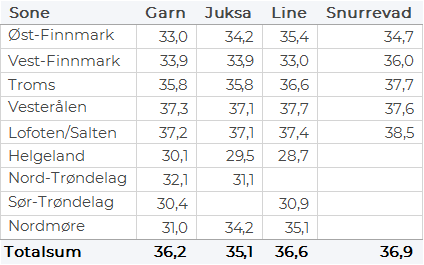 Sone Garn Juksa Line Snurrevad
Øst-Finnmark 33,0 34,2 35,4 34,7
Vest-Finnmark 33,9 33,9 33,0 36,0
Troms 35,8 35,8 36,6 37,7
Vesterålen 37,3 37,1 37,7 37,6
Lofoten/Salten 37,2 37,1 37,4 38,5
Helgeland 30,1 29,5 28,7
Nord-Trøndelag 32,1 31,1
Sør-Trøndelag 30,4 30,9
Nordmøre 31,0 34,2 35,1
Totalsum 36,2 35,1 36,6 36,9